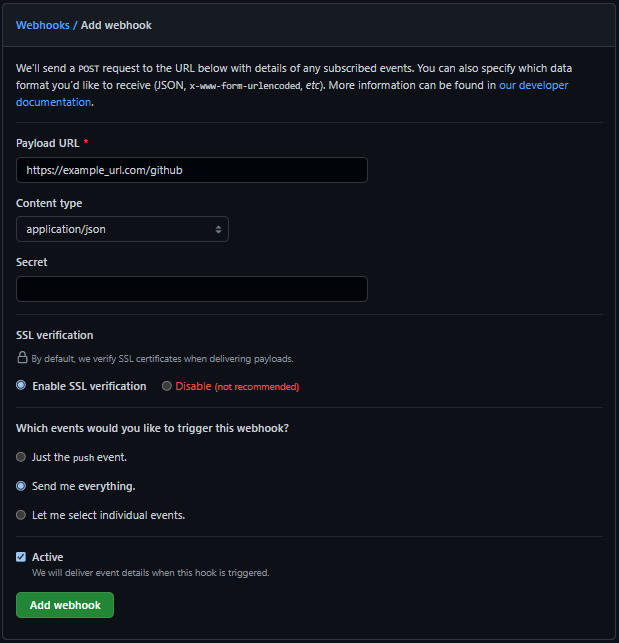 Webhooks / Add webhook
We'll send a POST request to the URL below with details of any subscribed events. You can also specify which data
format you'd like to receive (JSON, x-www-form-urlencoded, etc). More information can be found in our developer
documentation.
Payload URL *
https://example_url.com/github
Content type
application/json
Secret
SSL verification
By default, we verify SSL certificates when delivering payloads.
Enable SSL verification Disable (not recommended)
Which events would you like to trigger this webhook?
Just the push event.
Send me everything.
Let me select individual events.
Active
We will deliver event details when this hook is triggered.
Add webhook